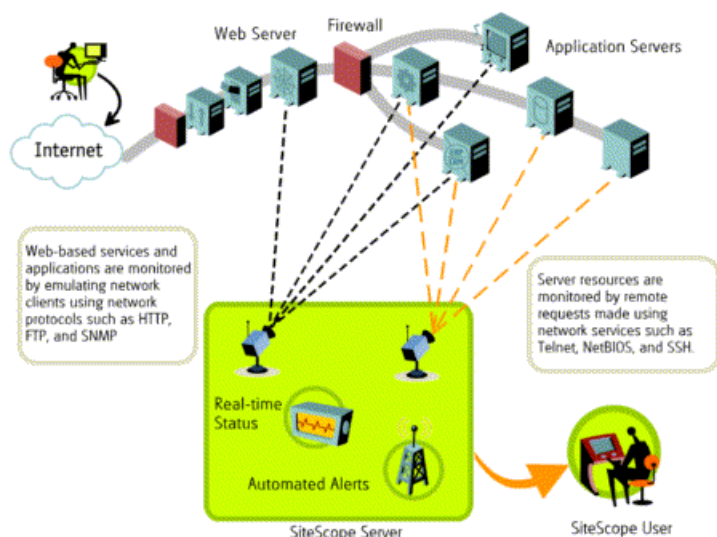 Web Server
Firewall
Application Servers
Internet
Web-based services and
applications are monitored
by emulating network
clients using network
protocols such as HTTP,
FTP, and SNMP
Server resources are
monitored by remote
requests made using
network services such as
Telnet, NetBIOS, and SSH.
Real-time
Status
Automated Alerts
SiteScope Server
SiteScope User